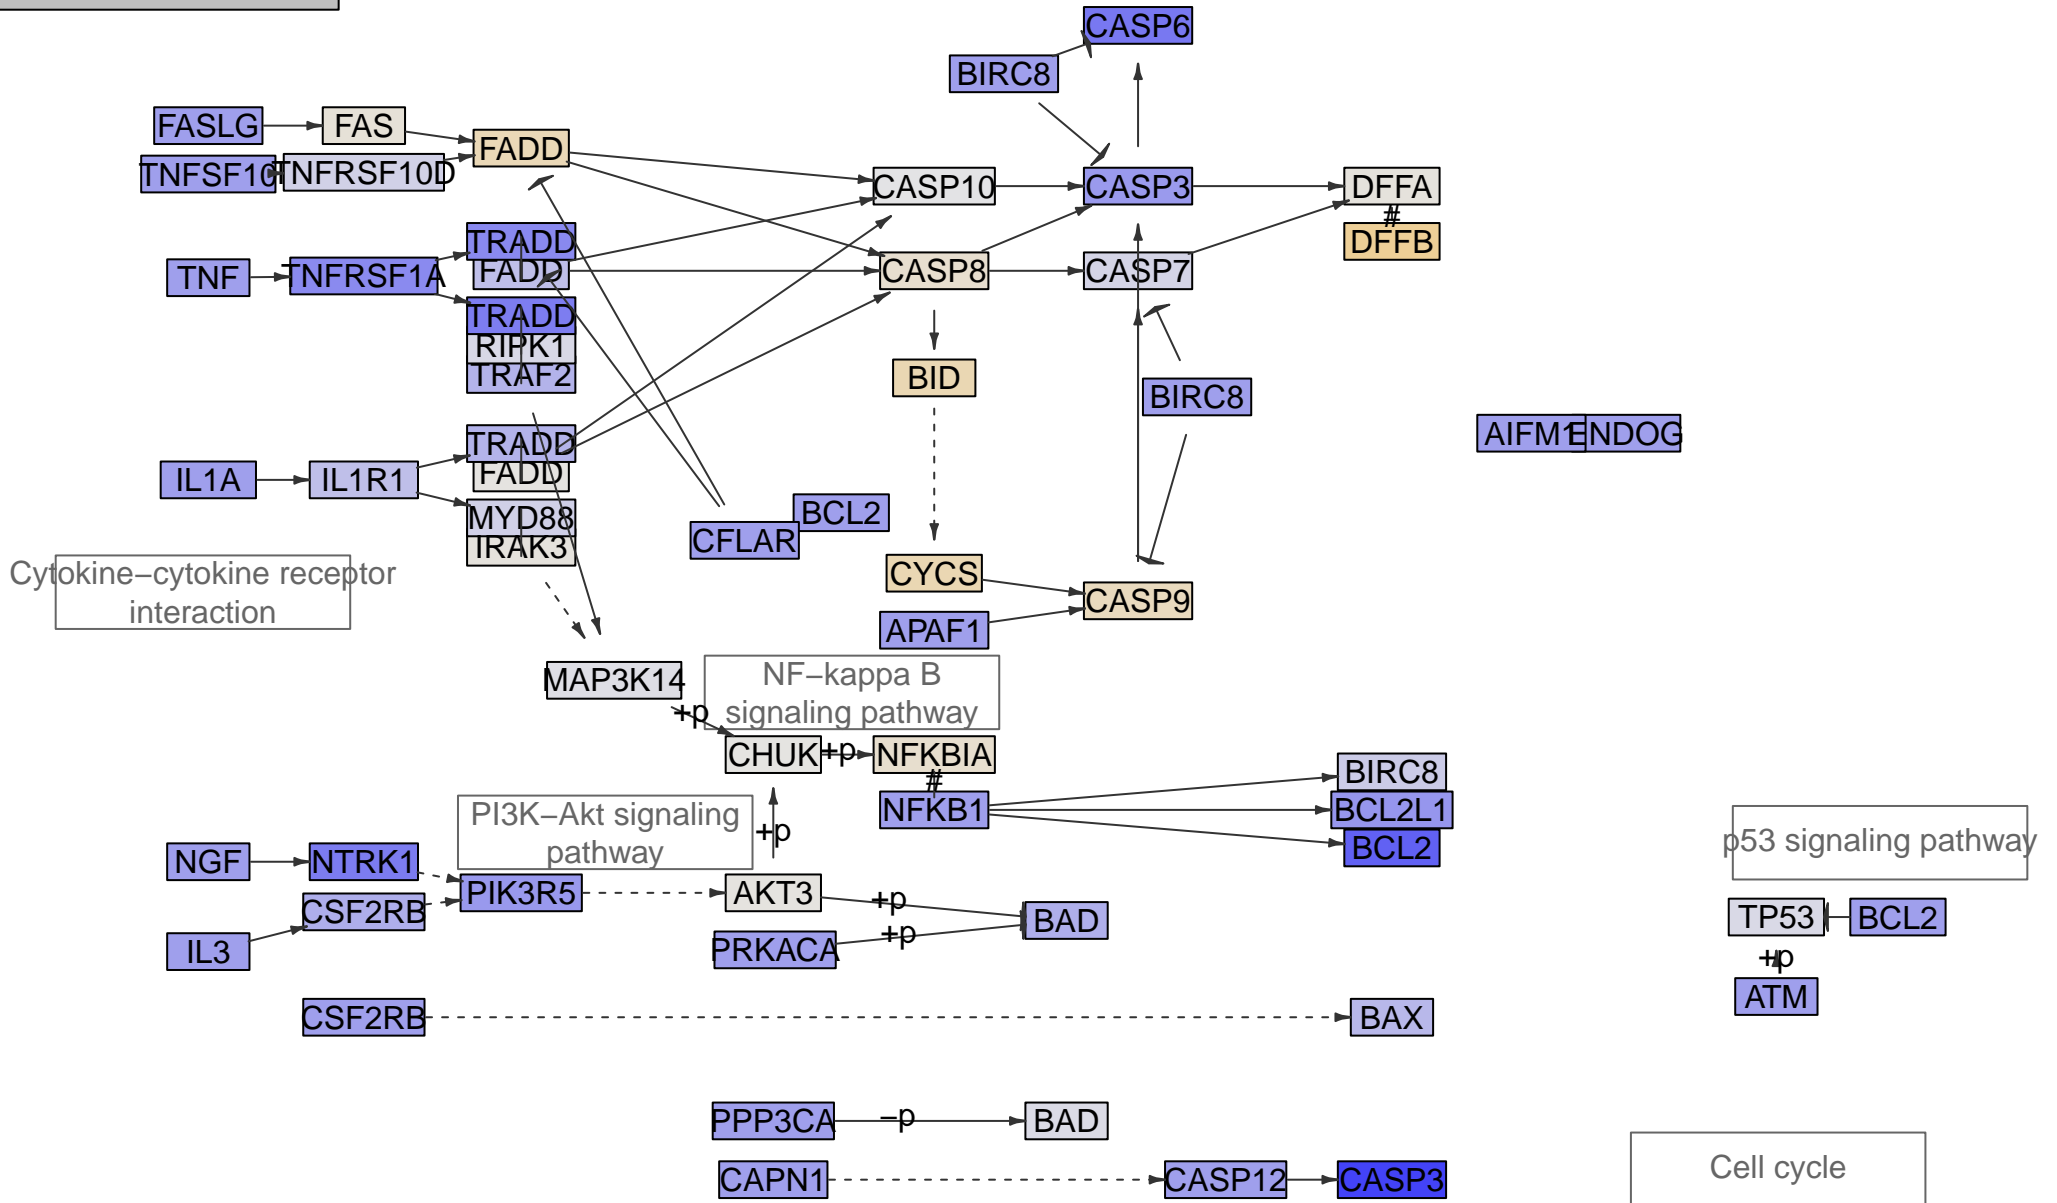 CASP6
BIRC8
FASLG
FAS
FADD
TNFSF10
TNFRSF10D
CASP10
CASP3
DFFA
#
DFFB
TRADD
FADD
TNF
TNFRSF1A
CASP8
CASP7
TRADD
RIPK1
TRAF2
BID
BIRC8
AIFM1
ENDOG
TRADD
FADD
IL1A
IL1R1
MYD88
IRAK3
BCL2
CFLAR
Cytokine−cytokine receptor
interaction
CYCS
CASP9
APAF1
MAP3K14
NF−kappa B
signaling pathway
+p
CHUK
+p
NFKBIA
#
NFKB1
BIRC8
BCL2L1
BCL2
PI3K−Akt signaling
pathway
+p
p53 signaling pathway
NGF
NTRK1
PIK3R5
AKT3
+p
BAD
CSF2RB
IL3
PRKACA
+p
TP53
BCL2
+p
ATM
CSF2RB
BAX
PPP3CA
−p
BAD
CAPN1
CASP12
CASP3
Cell cycle